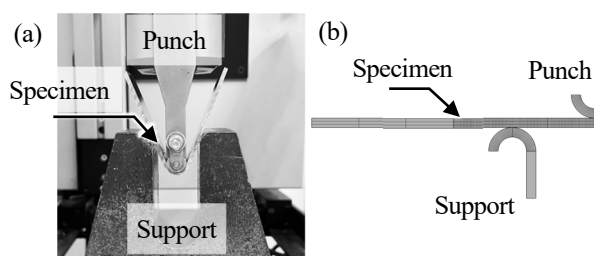 (a)
Punch
Specimen
Support
(b)
Specimen
Punch
Support